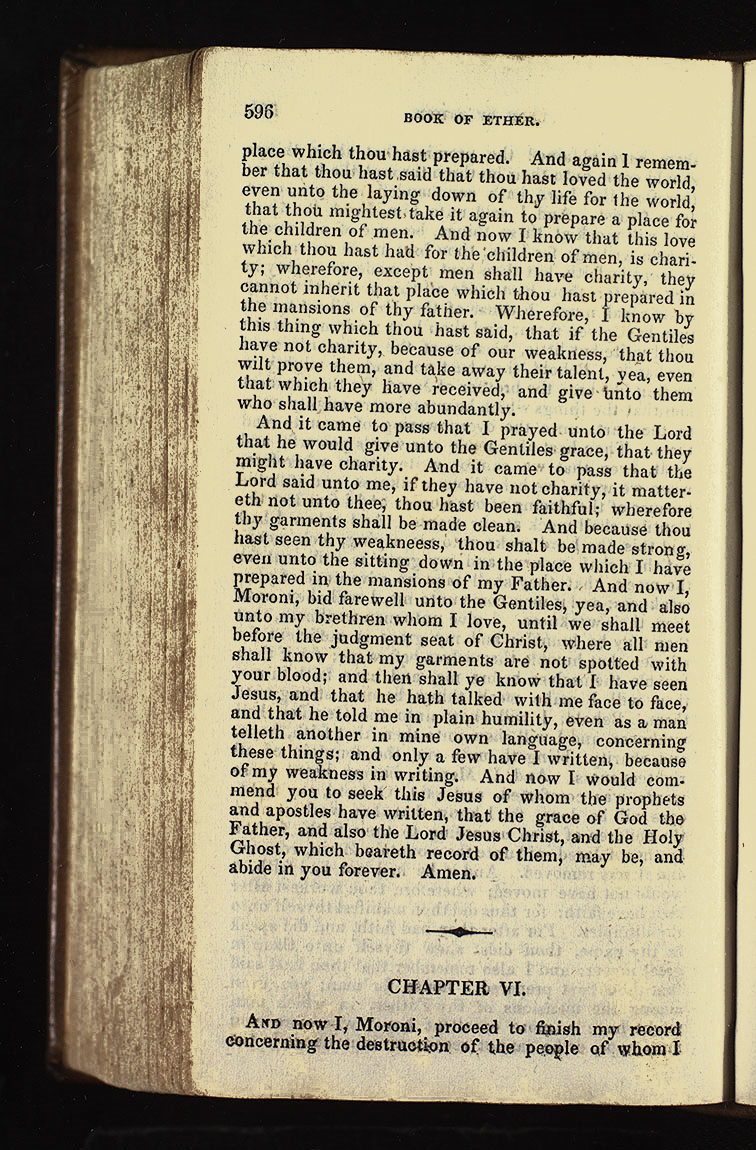 596
BOOK OF ETHER.
place which thou hast prepared. And again I remem-
ber that thou hast said that thou hast loved the world,
even unto the laying down of thy life for the world,
that thou mightest take it again to prepare a place for
the children of men. And now I know that this love
which thou hast had for the children of men, is chari-
ty; wherefore, except men shall have charity, they
cannot inherit that place which thou hast prepared in
the mansions of thy father. Wherefore, I know by
this thing which thou hast said, that if the Gentiles
have not charity, because of our weakness, that thou
wilt prove them, and take away their talent, yea, even
that which they have received, and give unto them
who shall have more abundantly.
And it came to pass that I prayed unto the Lord
that he would give unto the Gentiles grace, that they
might have charity. And it came to pass that the
Lord said unto me, if they have not charity, it matter-
eth not unto thee, thou hast been faithful; wherefore
thy garments shall be made clean. And because thou
hast seen thy weakneess, thou shalt be made strong,
even unto the sitting down in the place which I have
prepared in the mansions of my Father. And now I,
Moroni, bid farewell unto the Gentiles, yea, and also
unto my brethren whom I love, until we shall meet
before the judgment seat of Christ, where all men
shall know that my garments are not spotted with
your blood; and then shall ye know that I have seen
Jesus, and that he hath talked with me face to face,
and that he told me in plain humility, even as a man
telleth another in mine own language, concerning
these things; and only a few have I written, because
of my weakness in writing. And now I would com-
mend you to seek this Jesus of whom the prophets
and apostles have written, that the grace of God the
Father, and also the Lord Jesus Christ, and the Holy
Ghost, which beareth record of them, may be, and
abide in you forever. Amen.
CHAPTER VI.
AND now I, Moroni, proceed to finish my record
concerning the destruction of the people of whom I